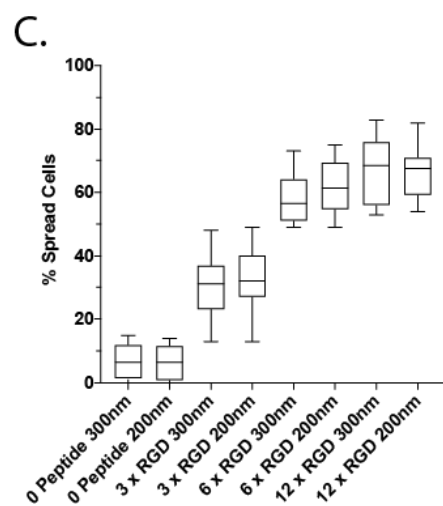 C.
100
80
60
40
20
0
% Spread Cells
0 Peptide 300nm
0 Peptide 200nm
3 x RGD 300nm
3 x RGD 200nm
6 x RGD 300nm
6 x RGD 200nm
12 x RGD 300nm
12 x RGD 200nm